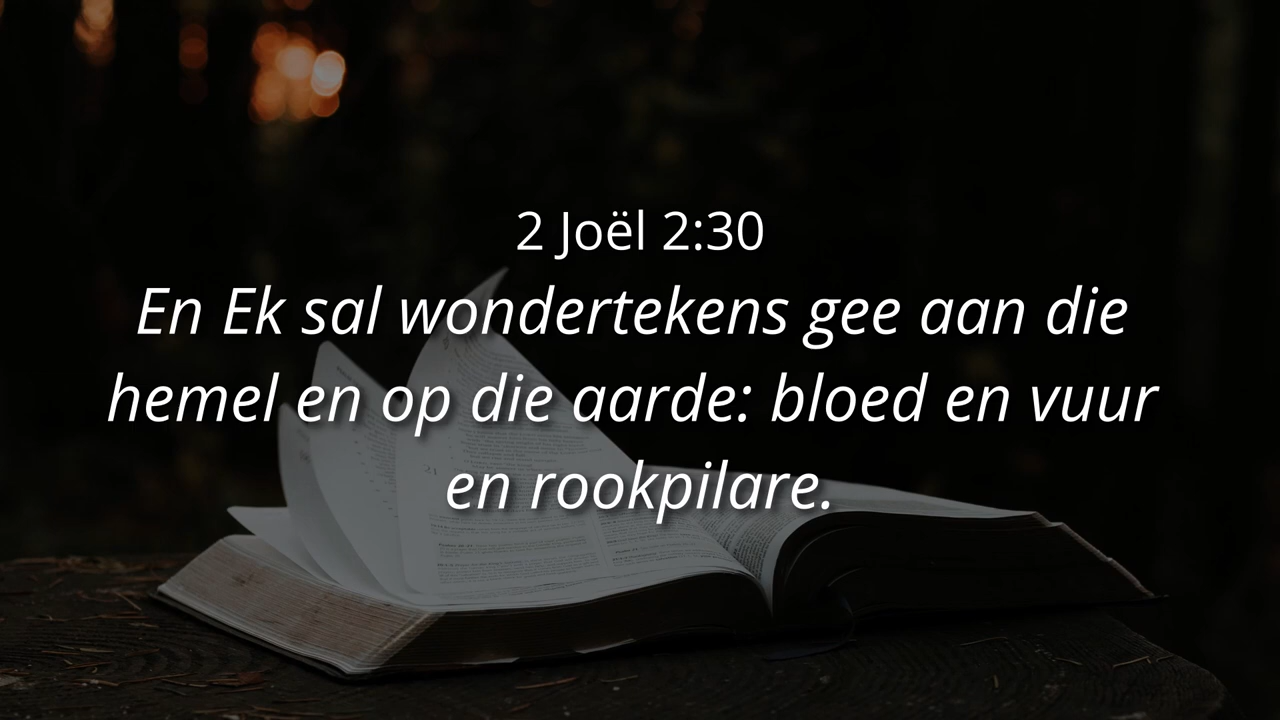 2 Joël 2:30
En Ek sal wondertekens gee aan die
hemel en op die aarde: bloed en vuur
en rookpilare.